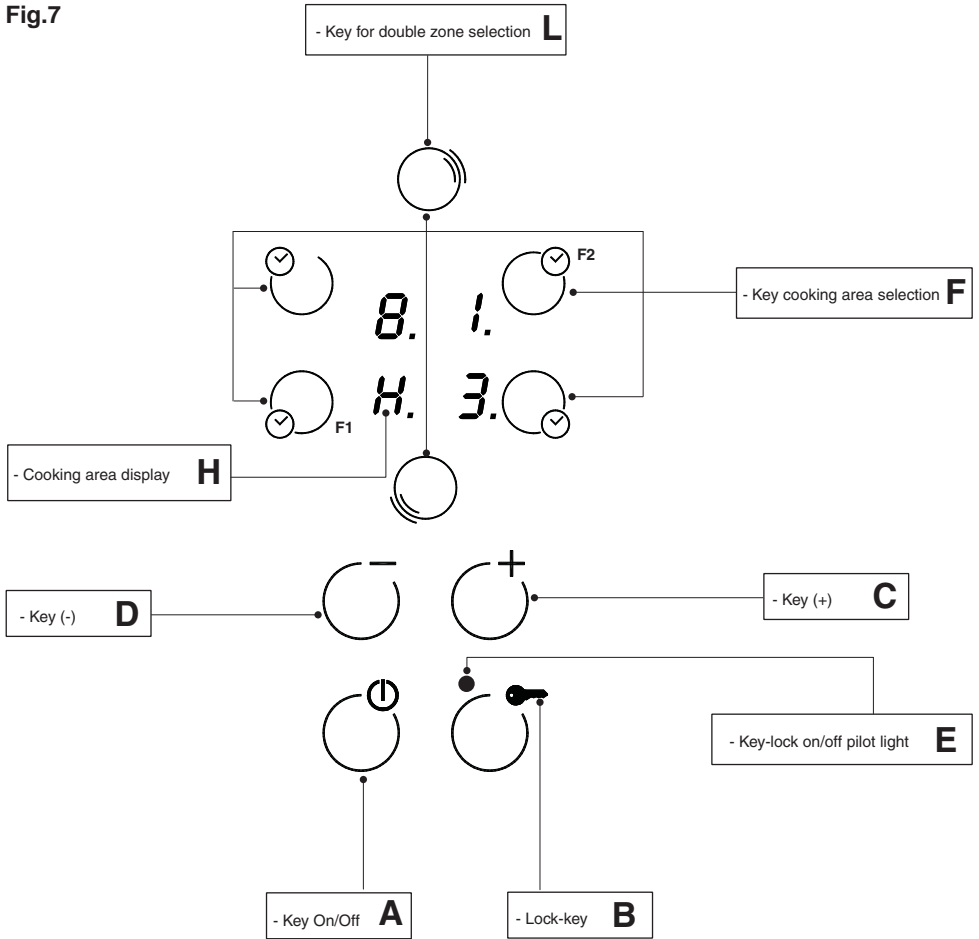 Fig.7
- Key for double zone selection L
F2
- Key cooking area selection F
8. 1.
H. 3.
F1
- Cooking area display H
- Key (-) D
- Key (+) C
- Key-lock on/off pilot light E
- Key On/Off A
- Lock-key B